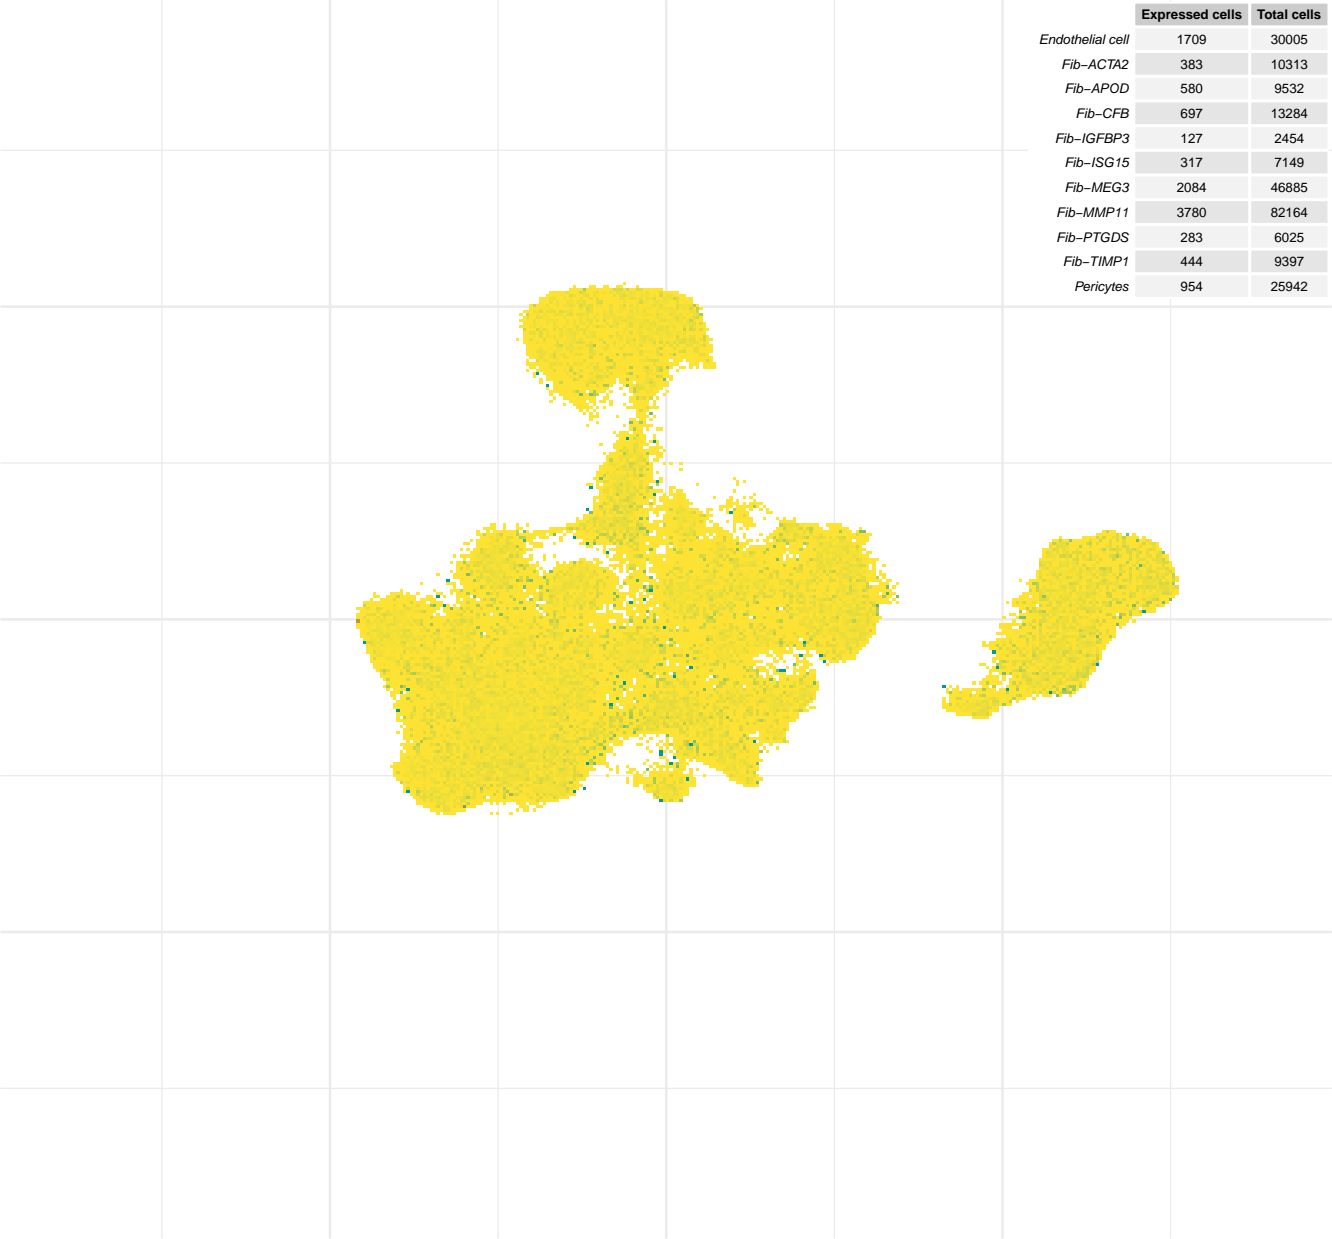 Expressed cells Total cells
Endothelial cell 1709 30005
Fib−ACTA2 383 10313
Fib−APOD 580 9532
Fib−CFB 697 13284
Fib−IGFBP3 127 2454
Fib−ISG15 317 7149
Fib−MEG3 2084 46885
Fib−MMP11 3780 82164
Fib−PTGDS 283 6025
Fib−TIMP1 444 9397
Pericytes 954 25942